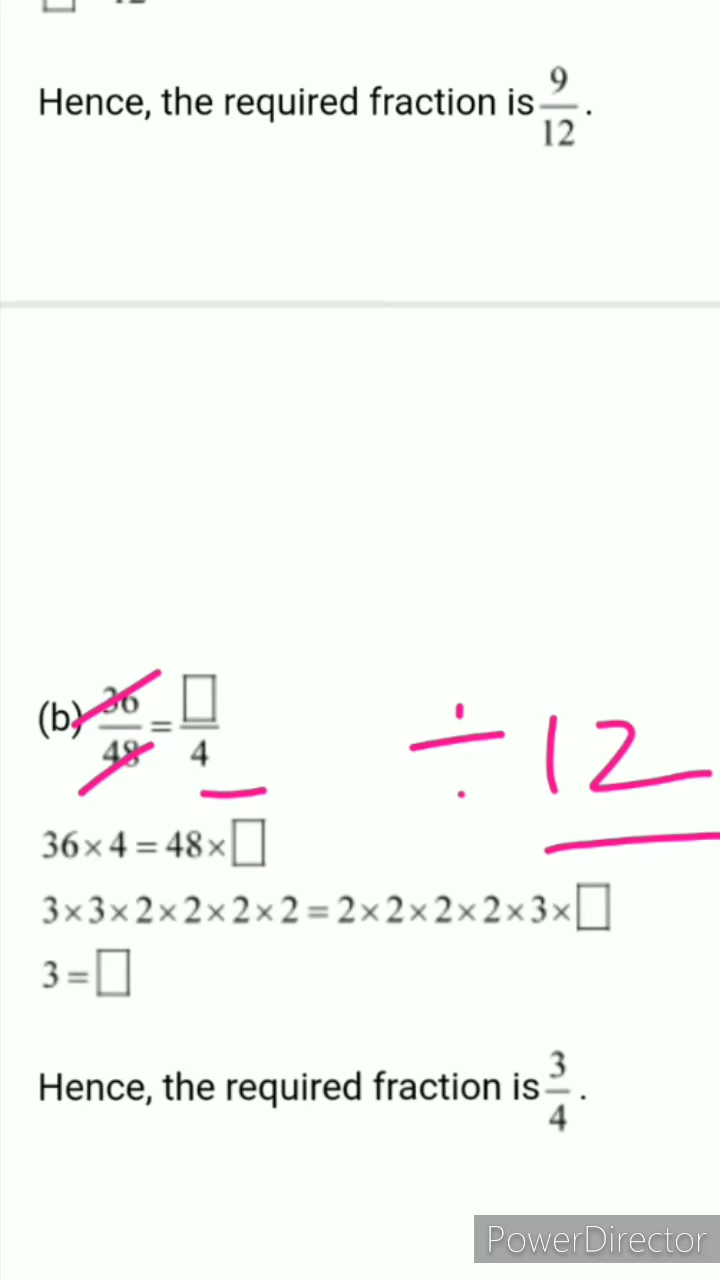 Hence, the required fraction is 9/12.
(b) 36/48 = □/4
÷12
36×4=48×□
3×3×2×2×2×2=2×2×2×2×3×□
3=□
Hence, the required fraction is 3/4.
PowerDirector